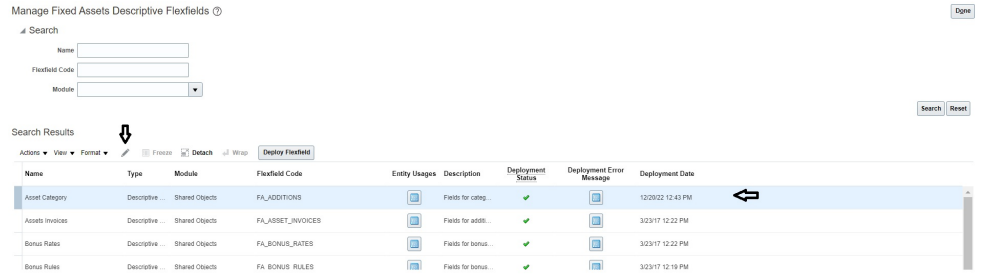 Manage Fixed Assets Descriptive Flexfields
Done
Search
Name
Flexfield Code
Module
Search Reset
Search Results
Actions View Format Freeze Detach Wrap Deploy Flexfield
Name Type Module Flexfield Code Entity Usages Description Deployment Status Deployment Error Message Deployment Date
Asset Category Descriptive ... Shared Objects FA_ADDITIONS Fields for categ... 12/20/22 12:43 PM
Assets Invoices Descriptive ... Shared Objects FA_ASSET_INVOICES Fields for additi... 3/23/17 12:22 PM
Bonus Rates Descriptive ... Shared Objects FA_BONUS_RATES Fields for bonus... 3/23/17 12:22 PM
Bonus Rules Descriptive ... Shared Objects FA_BONUS_RULES Fields for bonus... 3/23/17 12:19 PM